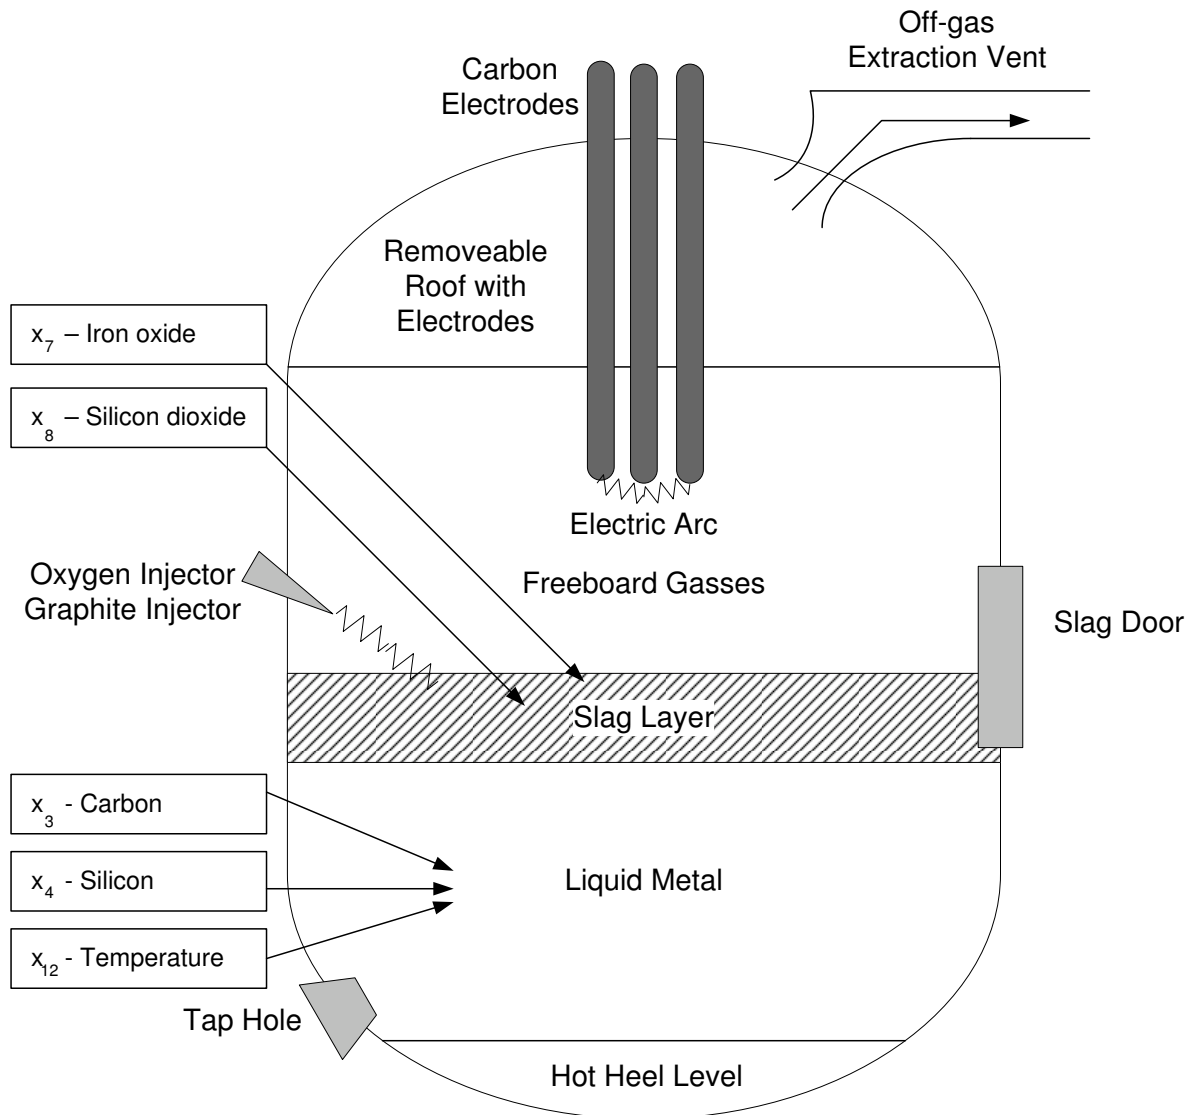 Off-gas
Extraction Vent
Carbon
Electrodes
Removeable
Roof with
Electrodes
x7 – Iron oxide
x8 – Silicon dioxide
Electric Arc
Oxygen Injector
Graphite Injector
Freeboard Gasses
Slag Door
Slag Layer
x3 - Carbon
x4 - Silicon
Liquid Metal
x12 - Temperature
Tap Hole
Hot Heel Level